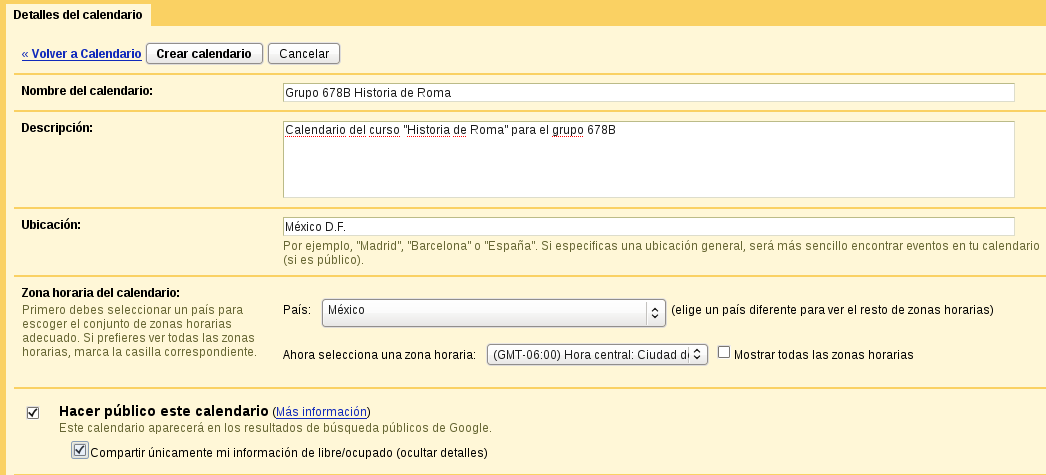 Detalles del calendario
« Volver a Calendario Crear calendario Cancelar
Nombre del calendario: Grupo 678B Historia de Roma
Descripción: Calendario del curso "Historia de Roma" para el grupo 678B
Ubicación: México D.F.
Por ejemplo, "Madrid", "Barcelona" o "España". Si especificas una ubicación general, será más sencillo encontrar eventos en tu calendario
(si es público).
Zona horaria del calendario:
Primero debes seleccionar un país para
escoger el conjunto de zonas horarias
adecuado. Si prefieres ver todas las zonas
horarias, marca la casilla correspondiente.
País: México (elige un país diferente para ver el resto de zonas horarias)
Ahora selecciona una zona horaria: (GMT-06:00) Hora central: Ciudad de Mostrar todas las zonas horarias
Hacer público este calendario (Más información)
Este calendario aparecerá en los resultados de búsqueda públicos de Google.
Compartir únicamente mi información de libre/ocupado (ocultar detalles)